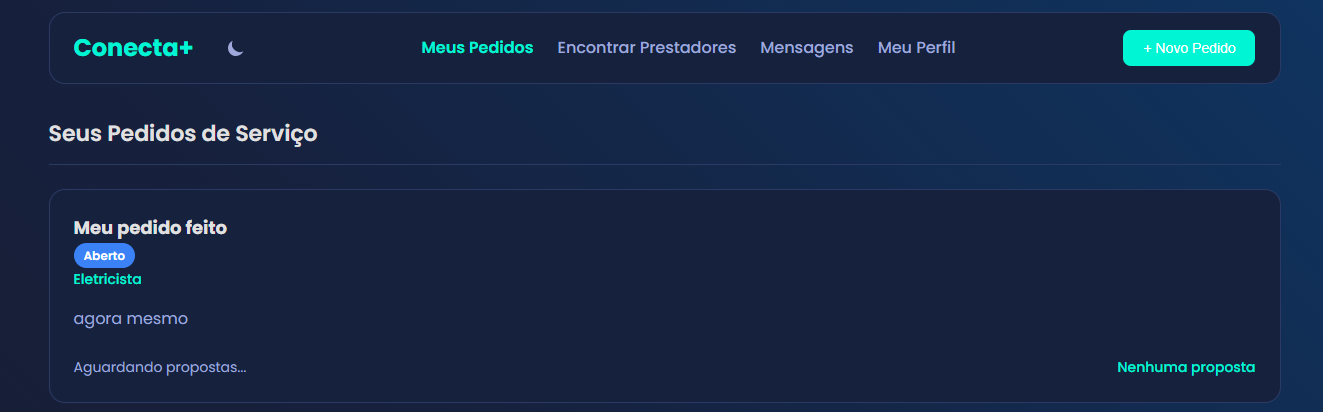 Conecta+ Meus Pedidos Encontrar Prestadores Mensagens Meu Perfil + Novo Pedido
Seus Pedidos de Serviço
Meu pedido feito
Aberto
Eletricista
agora mesmo
Aguardando propostas... Nenhuma proposta